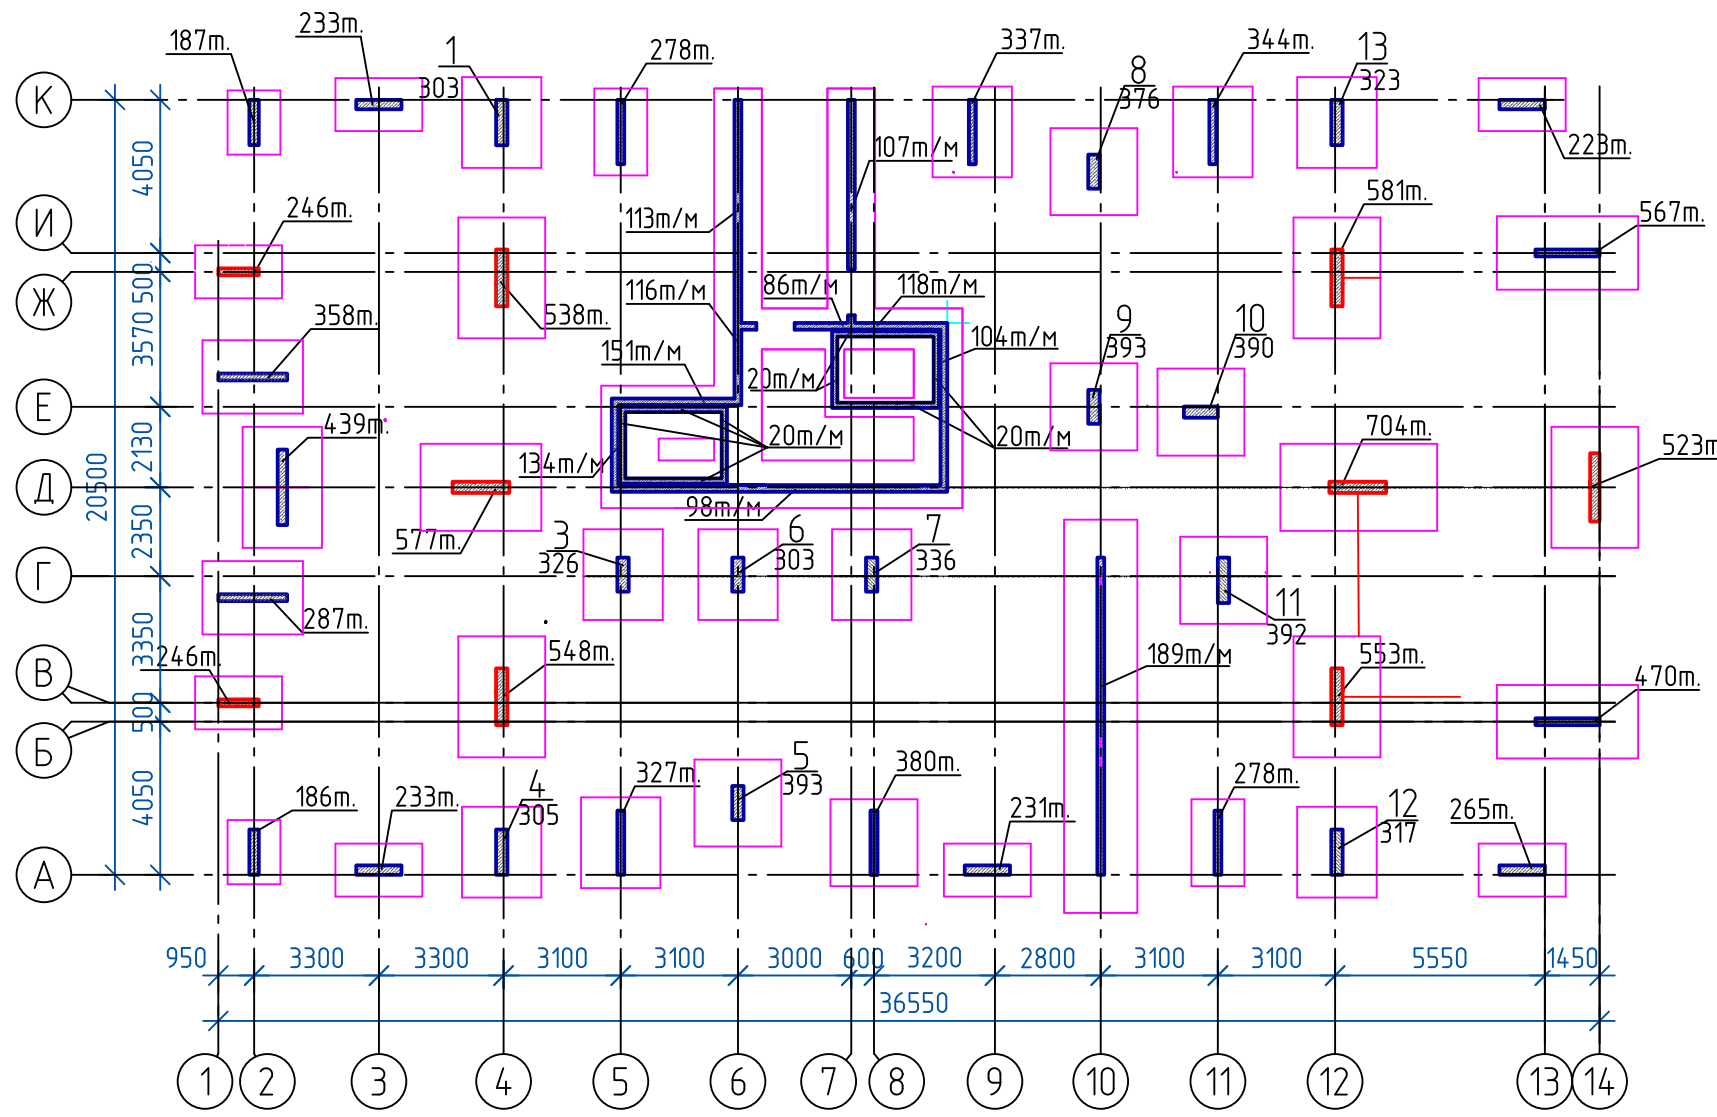 233т.
187т.
1
303
278т.
337т.
8
376
344т.
13
323
К
223т.
107т/м
4050
246т.
113т/м
581т.
567т.
И
Ж
500
358т.
538т.
116т/м
86т/м
118т/м
3570
151т/м
104т/м
9
393
10
390
20т/м
Е
439т.
20т/м
20т/м
704т.
523т
2130
134т/м
20500
Д
98т/м
577т.
2350
3
326
6
303
7
336
Г
287т.
11
392
3350
246т.
548т.
189т/м
553т.
470т.
В
500
Б
5
393
4050
186т.
233т.
4
305
327т.
380т.
231т.
278т.
12
317
265т.
А
950
3300
3300
3100
3100
3000
600
3200
2800
3100
3100
5550
1450
36550
1
2
3
4
5
6
7
8
9
10
11
12
13
14